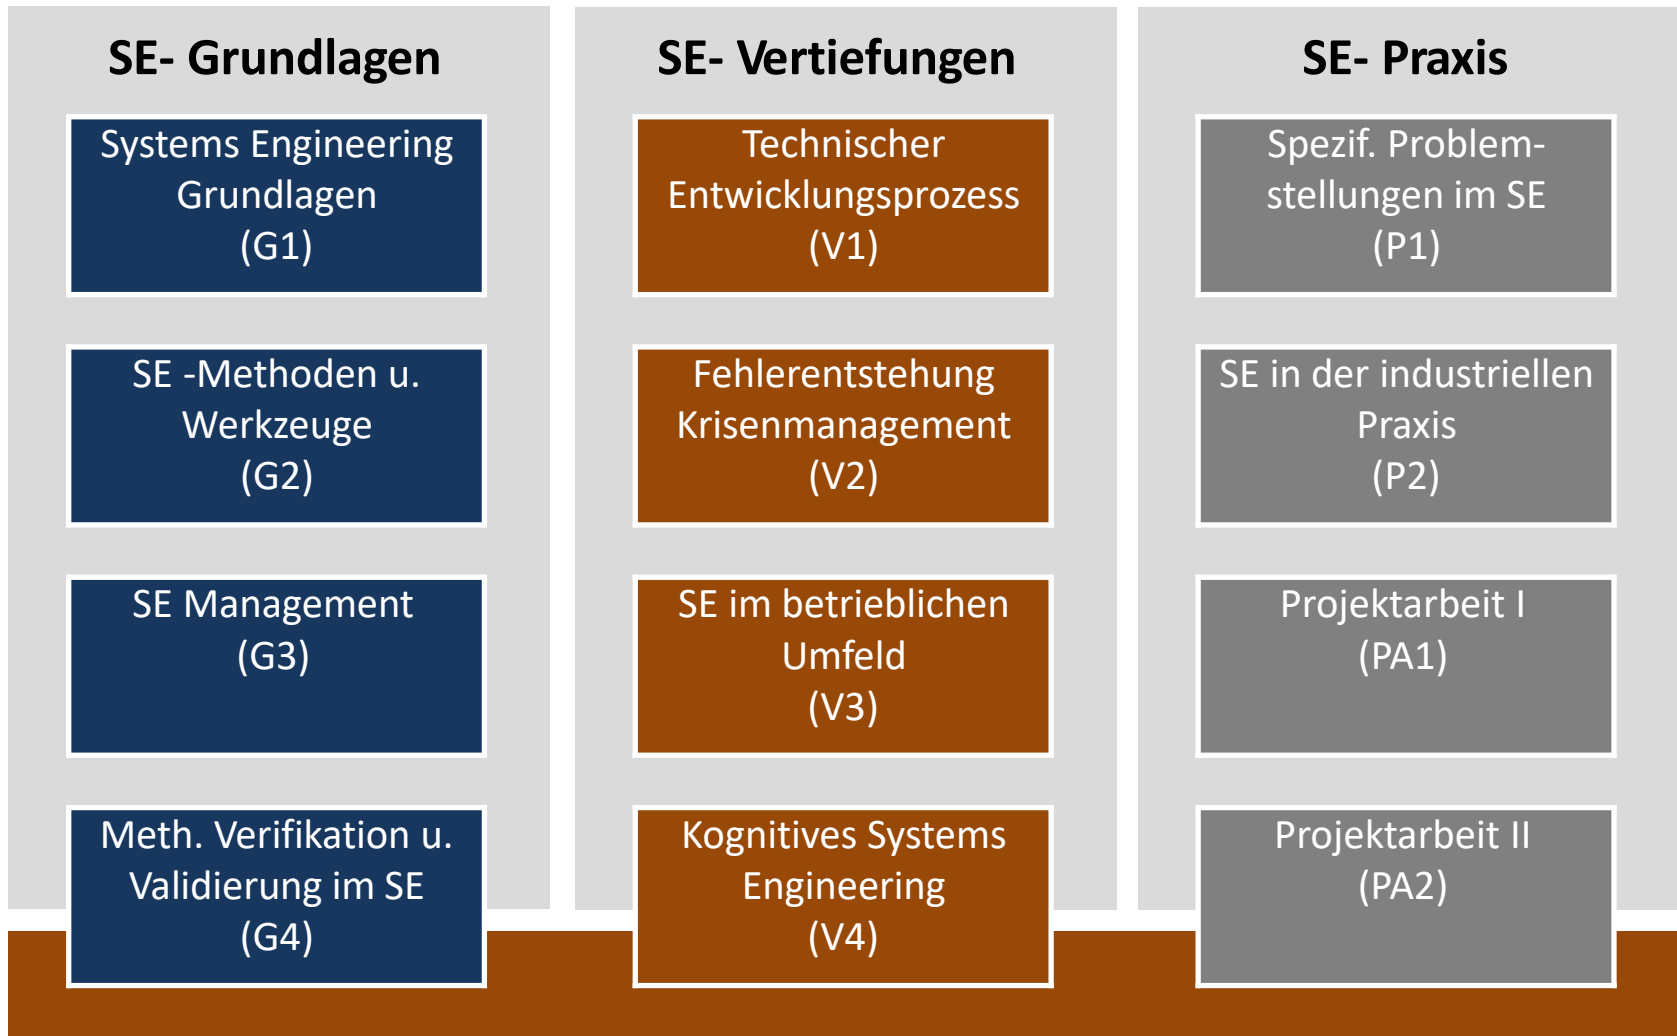 SE- Grundlagen
Systems Engineering
Grundlagen
(G1)
SE -Methoden u.
Werkzeuge
(G2)
SE Management
(G3)
Meth. Verifikation u.
Validierung im SE
(G4)
SE- Vertiefungen
Technischer
Entwicklungsprozess
(V1)
Fehlerentstehung
Krisenmanagement
(V2)
SE im betrieblichen
Umfeld
(V3)
Kognitives Systems
Engineering
(V4)
SE- Praxis
Spezif. Problem-
stellungen im SE
(P1)
SE in der industriellen
Praxis
(P2)
Projektarbeit I
(PA1)
Projektarbeit II
(PA2)